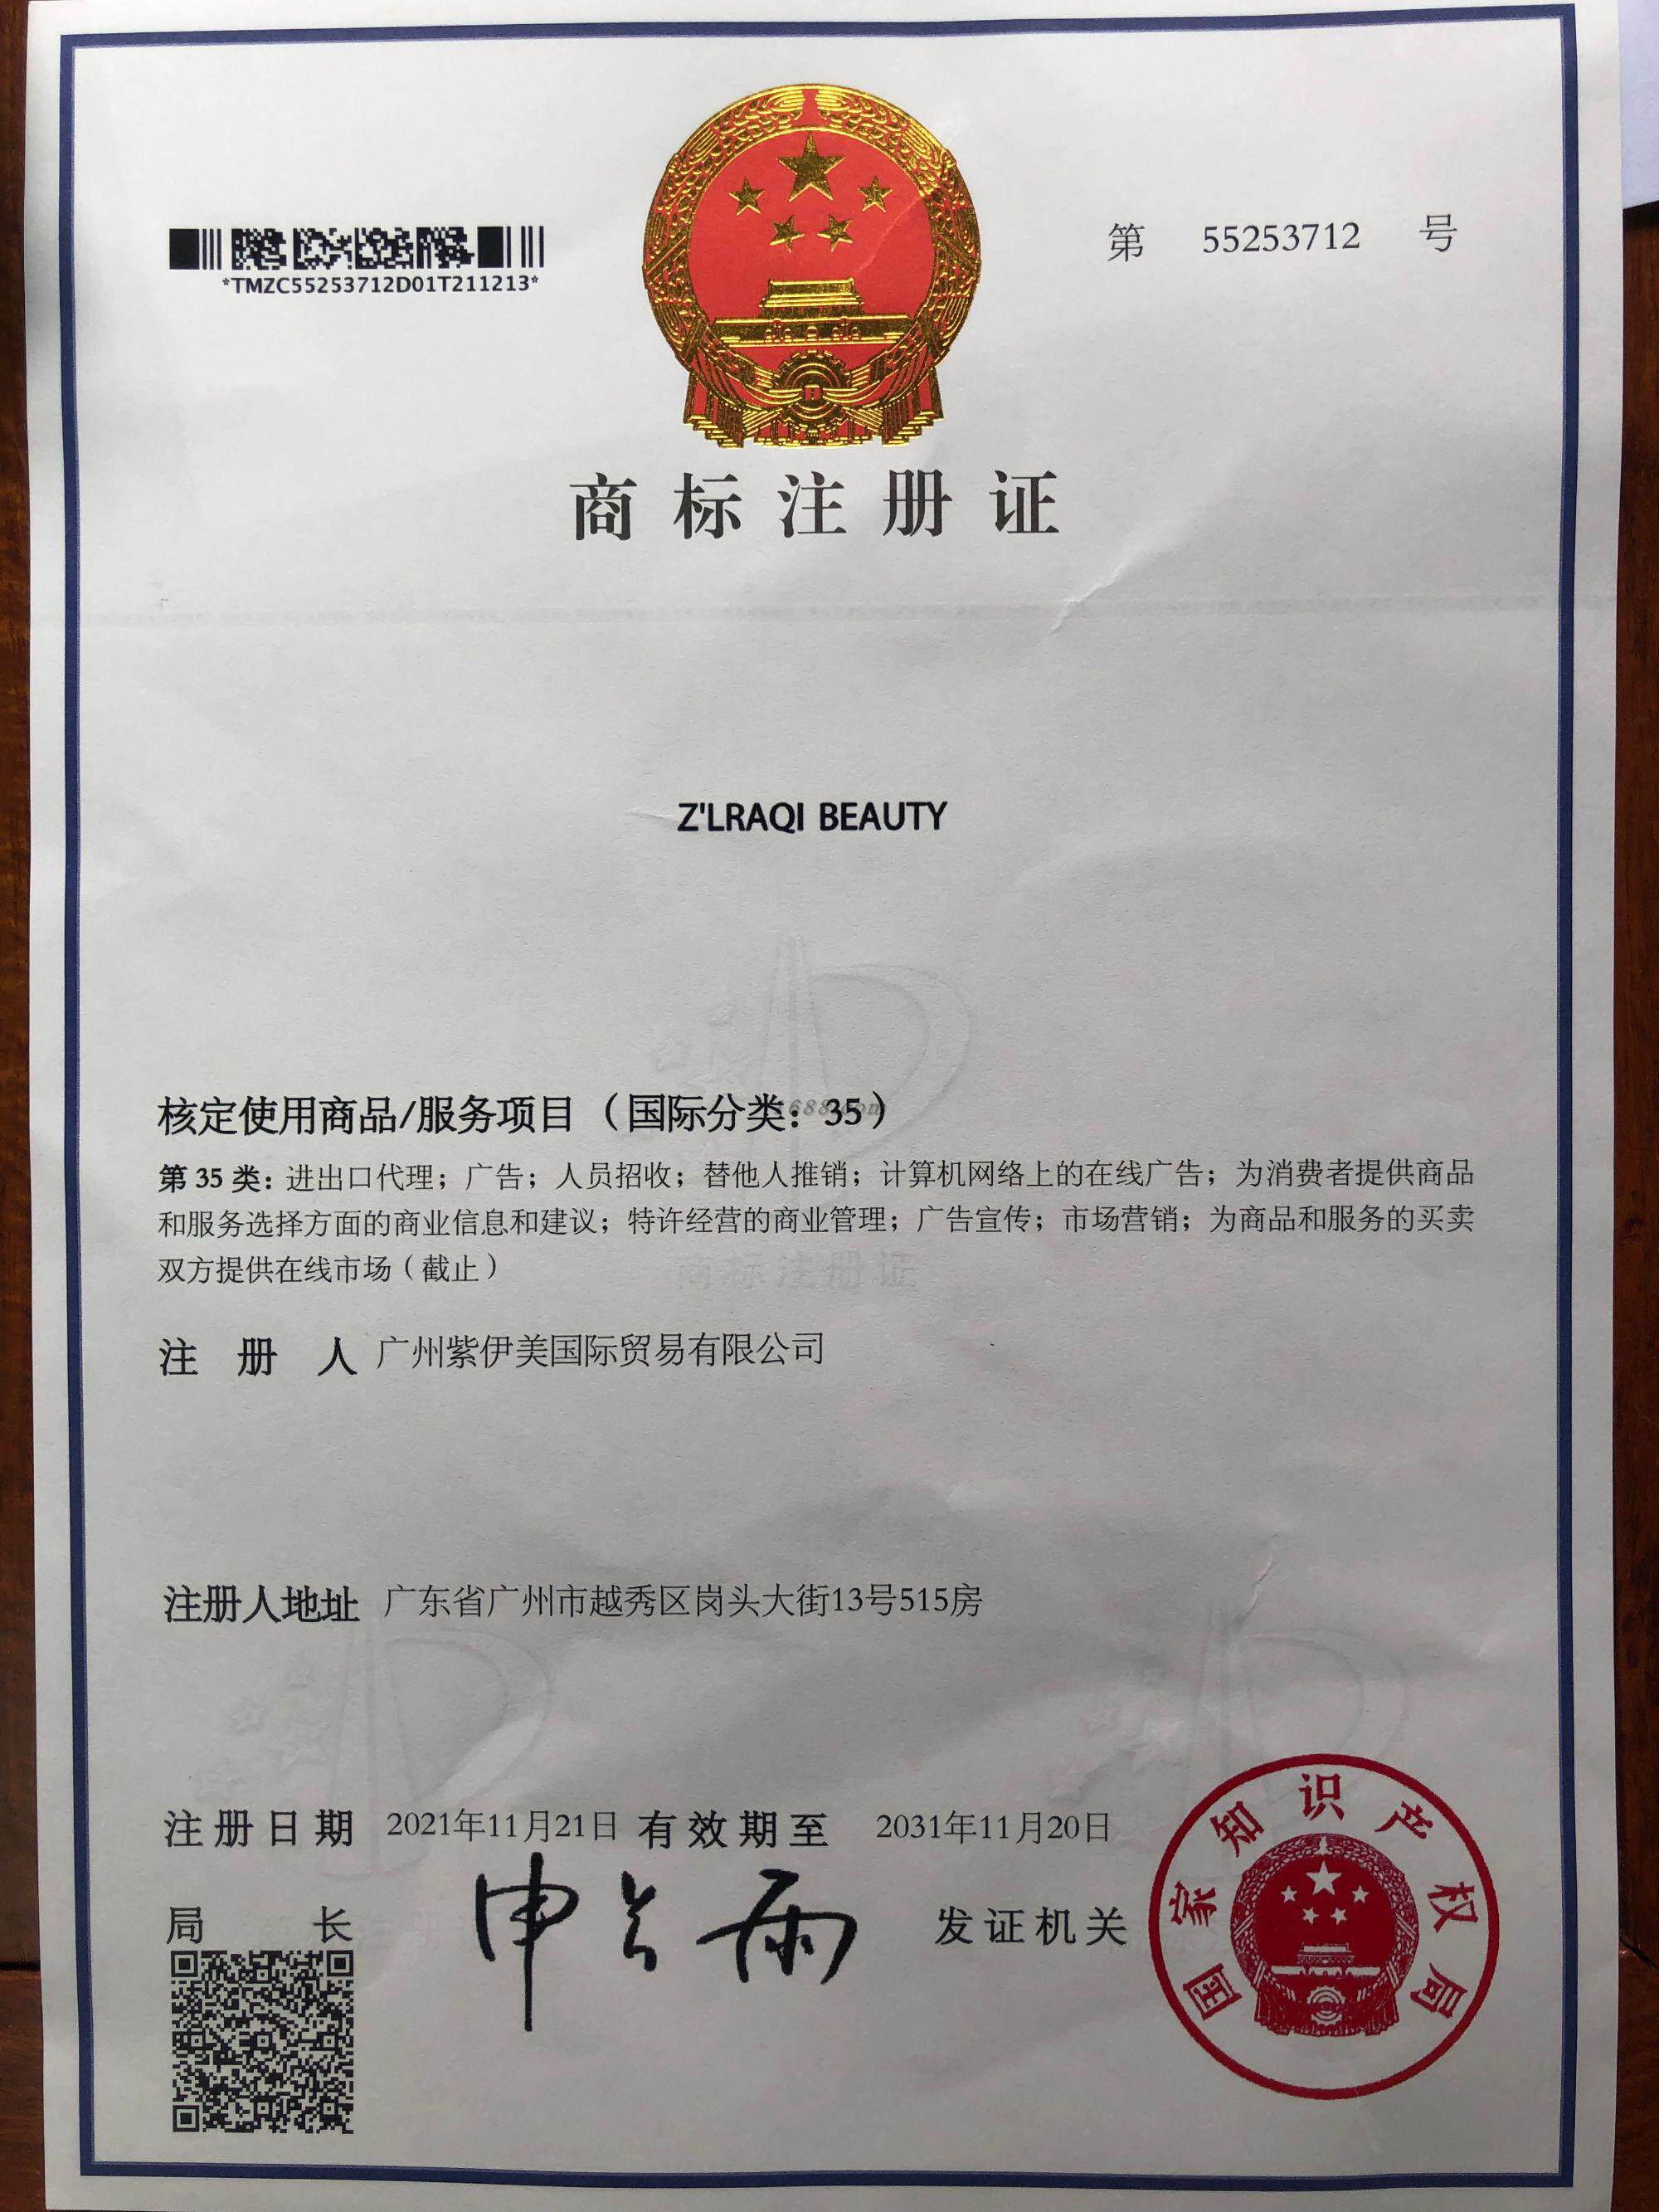 *TMZC55253712D01T211213*
第 55253712 号
商标注册证
Z'LRAQI BEAUTY
核定使用商品/服务项目（国际分类：35）
第 35 类：进出口代理；广告；人员招收；替他人推销；计算机网络上的在线广告；为消费者提供商品
和服务选择方面的商业信息和建议；特许经营的商业管理；广告宣传；市场营销；为商品和服务的买卖
双方提供在线市场（截止）
商标注册证
注册人 广州紫伊美国际贸易有限公司
注册人地址 广东省广州市越秀区岗头大街13号515房
注册日期 2021年11月21日 有效期至 2031年11月20日
局长 申长雨 发证机关
国家知识产权局